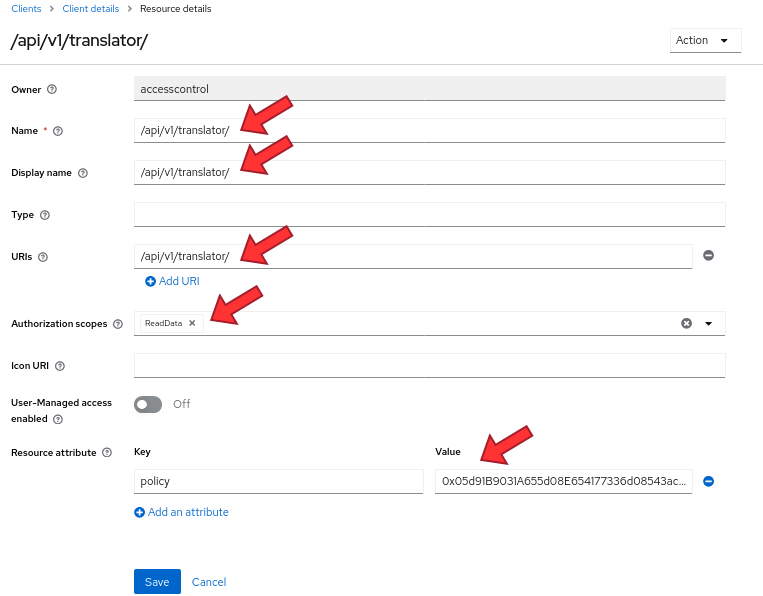 Clients > Client details > Resource details
/api/v1/translator/
Action
Owner
accesscontrol
Name *
/api/v1/translator/
Display name
/api/v1/translator/
Type
URIs
/api/v1/translator/
Add URI
Authorization scopes
ReadData
Icon URI
User-Managed access
enabled
Off
Resource attribute
Key
Value
policy
0x05d91B9031A655d08E654177336d08543ac...
Add an attribute
Save
Cancel